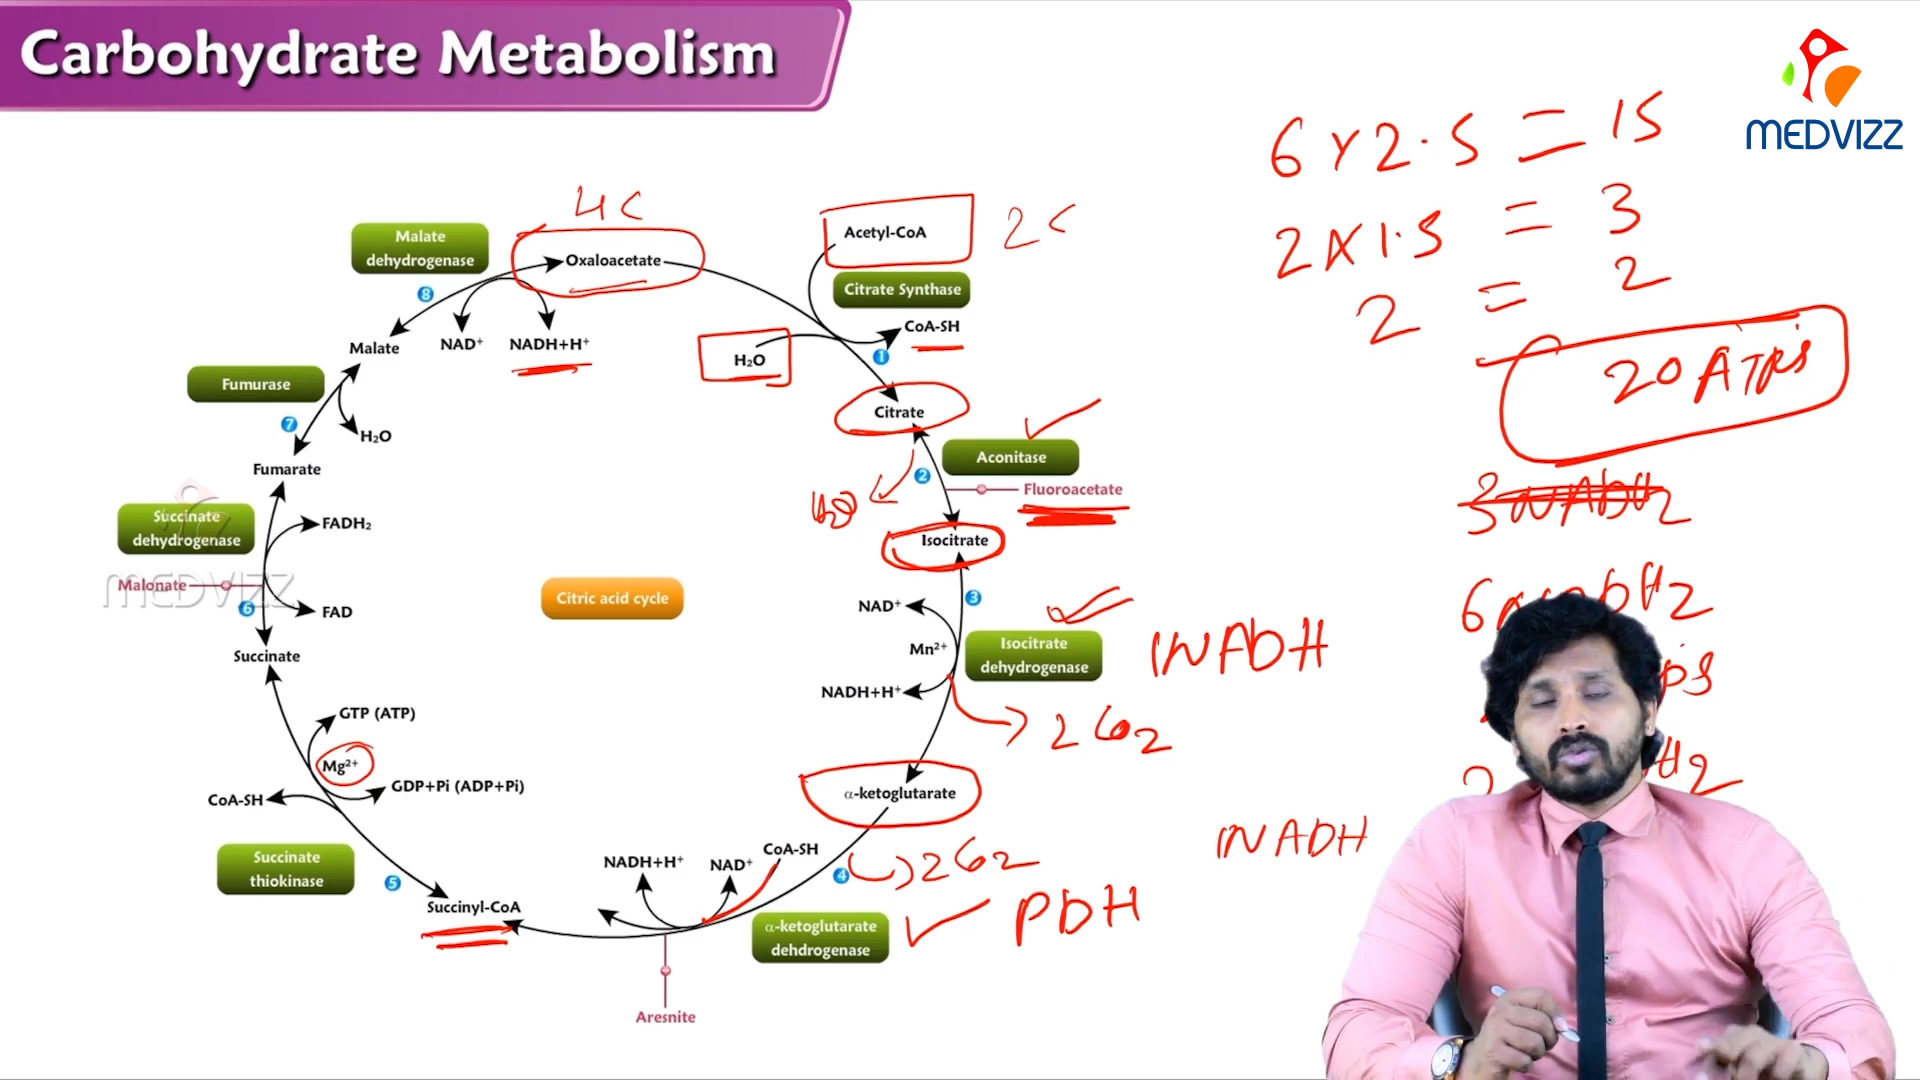 Carbohydrate Metabolism
MEDVIZZ
6 x 2.5 = 15
2 x 1.5 = 3
2 = 2
20 ATPs
4C
2C
Malate
dehydrogenase
Oxaloacetate
Acetyl-CoA
Citrate Synthase
CoA-SH
8
NAD⁺
NADH+H⁺
H₂O
1
Malate
Fumurase
7
H₂O
Fumarate
Citrate
Aconitase
2
Fluoroacetate
H₂O
Isocitrate
Succinate
dehydrogenase
FADH₂
Malonate
MEDVIZZ
6
FAD
Succinate
Citric acid cycle
NAD⁺
3
Mn²⁺
Isocitrate
dehydrogenase
1NADH
NADH+H⁺
2CO₂
α-ketoglutarate
GTP (ATP)
Mg²⁺
GDP+Pi (ADP+Pi)
CoA-SH
Succinate
thiokinase
5
Succinyl-CoA
NADH+H⁺
NAD⁺
CoA-SH
4
2CO₂
1NADH
α-ketoglutarate
dehdrogenase
PDH
Aresnite